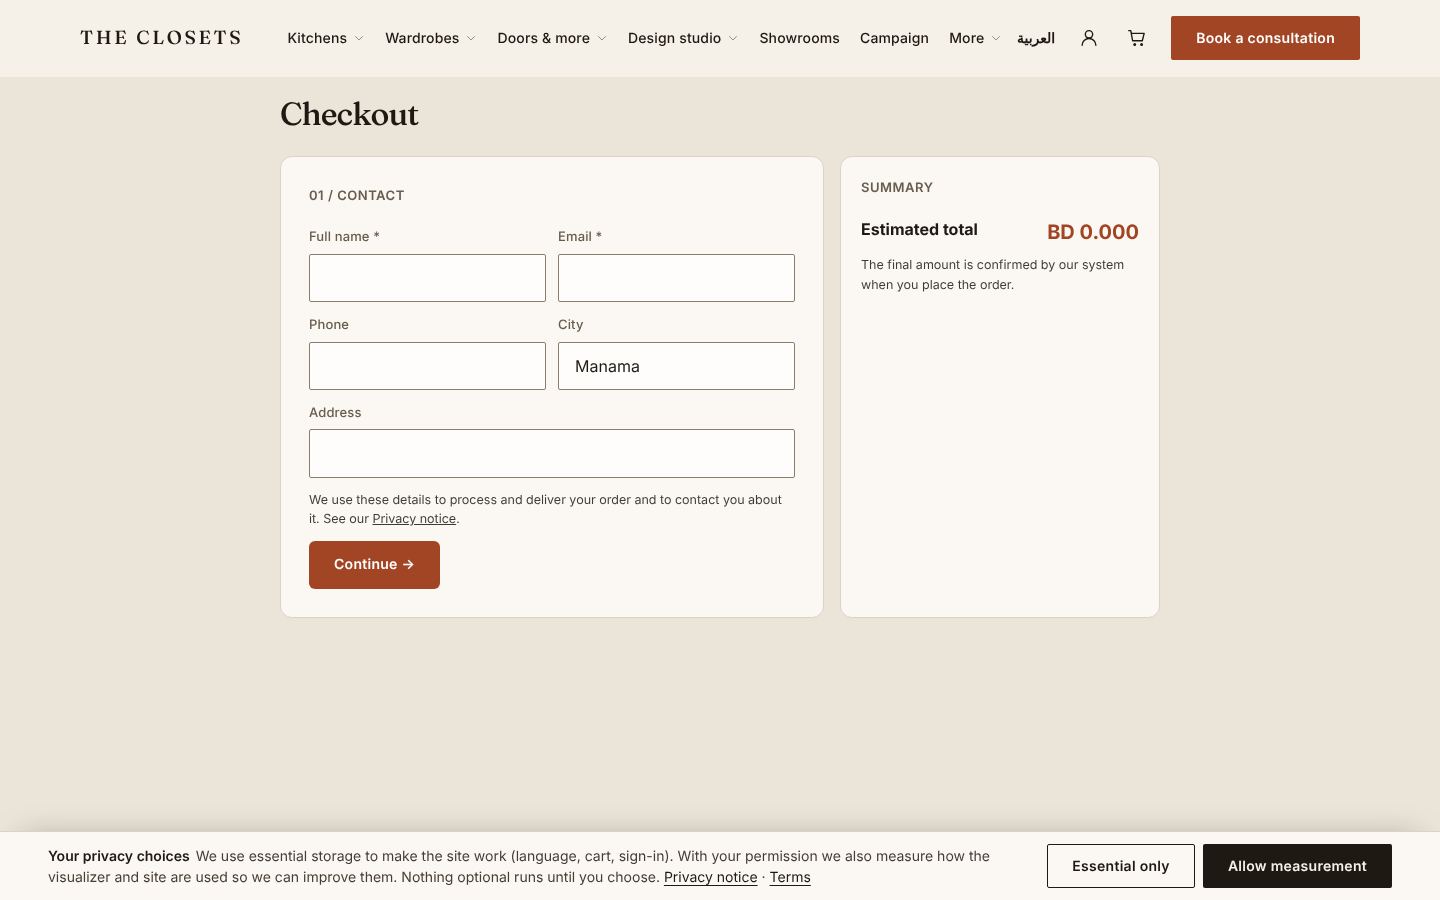 THE CLOSETS
Kitchens
Wardrobes
Doors & more
Design studio
Showrooms
Campaign
More
العربية
Book a consultation
Checkout
01 / CONTACT
Full name *
Email *
Phone
City
Manama
Address
We use these details to process and deliver your order and to contact you about
it. See our Privacy notice.
Continue →
SUMMARY
Estimated total
BD 0.000
The final amount is confirmed by our system
when you place the order.
Your privacy choices We use essential storage to make the site work (language, cart, sign-in). With your permission we also measure how the
visualizer and site are used so we can improve them. Nothing optional runs until you choose. Privacy notice · Terms
Essential only
Allow measurement